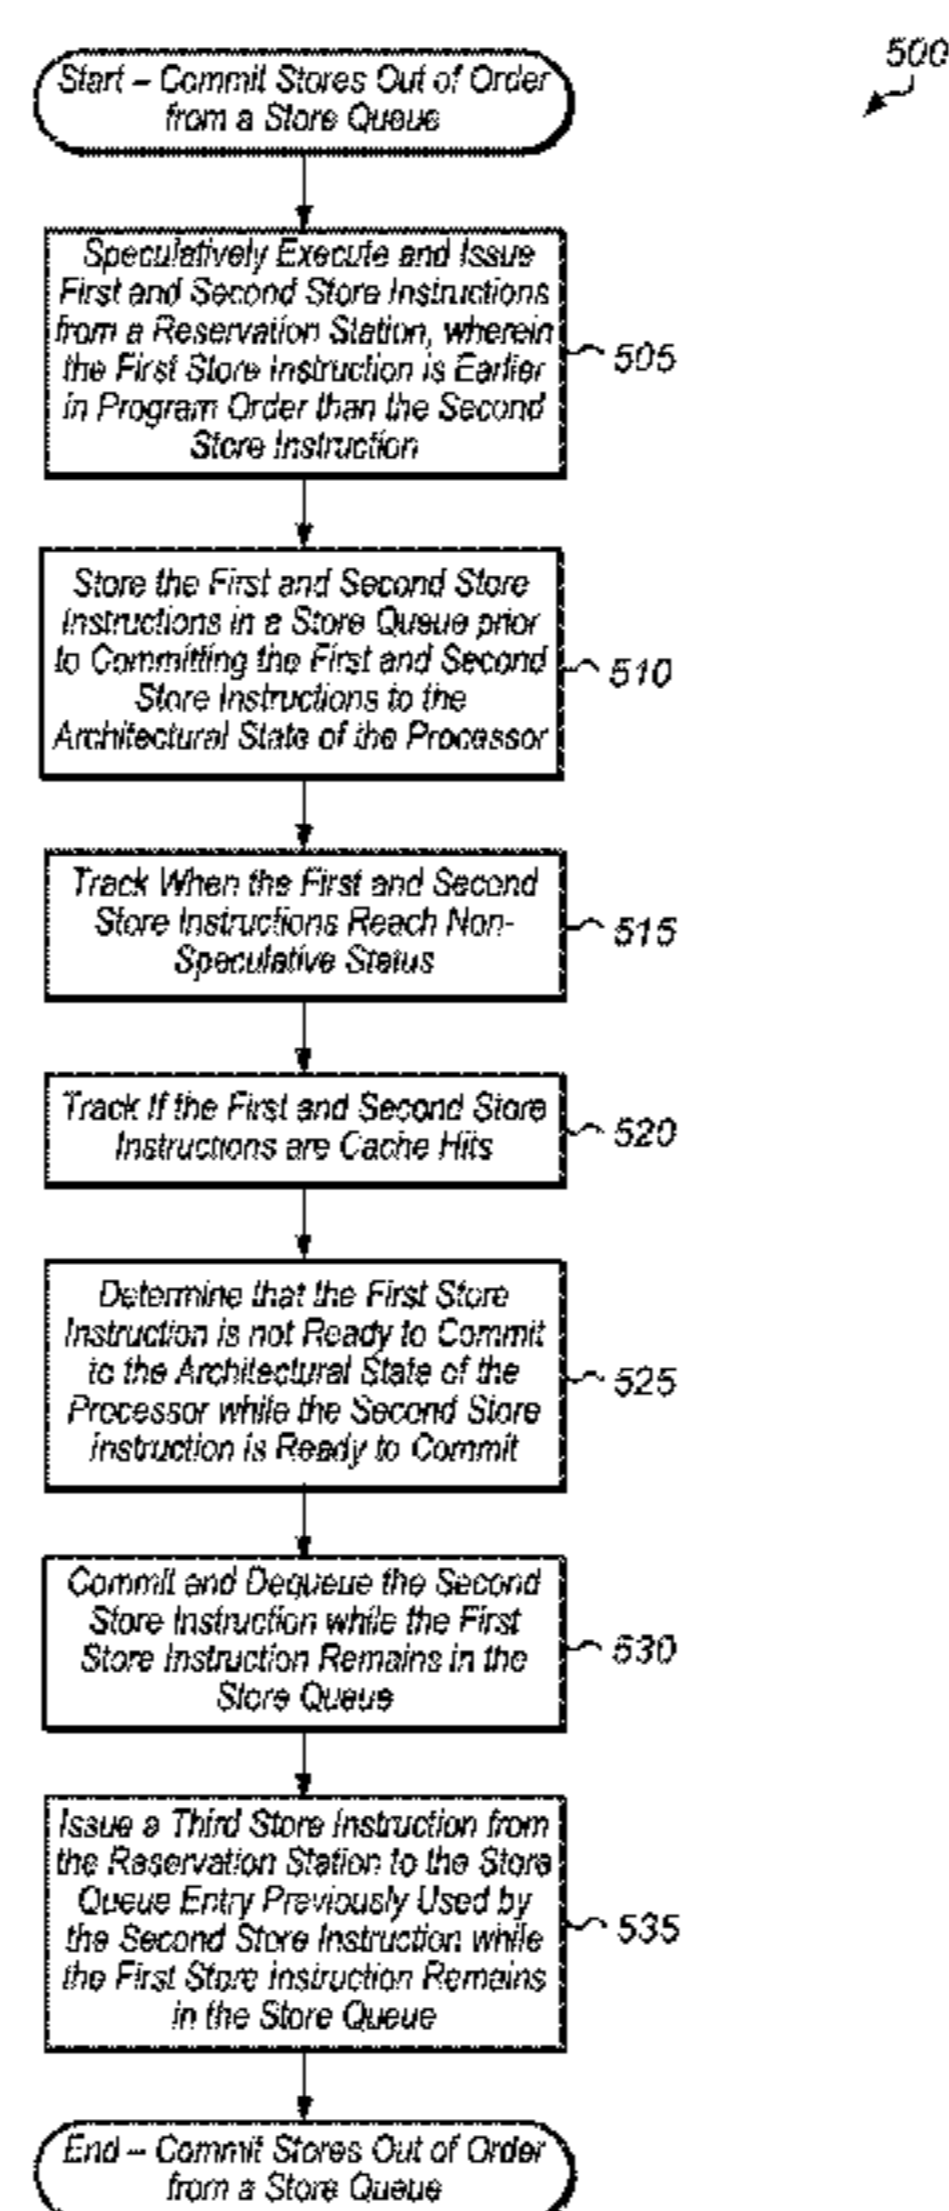 500
Start – Commit Stores Out of Order
from a Store Queue
Speculatively Execute and Issue
First and Second Store Instructions
from a Reservation Station, wherein
the First Store Instruction is Earlier
in Program Order than the Second
Store Instruction
505
Store the First and Second Store
Instructions in a Store Queue prior
to Committing the First and Second
Store Instructions to the
Architectural State of the Processor
510
Track When the First and Second
Store Instructions Reach Non-
Speculative Status
515
Track If the First and Second Store
Instructions are Cache Hits
520
Determine that the First Store
Instruction is not Ready to Commit
to the Architectural State of the
Processor while the Second Store
instruction is Ready to Commit
525
Commit and Dequeue the Second
Store Instruction while the First
Store Instruction Remains in the
Store Queue
530
Issue a Third Store Instruction from
the Reservation Station to the Store
Queue Entry Previously Used by
the Second Store Instruction while
the First Store Instruction Remains
in the Store Queue
535
End – Commit Stores Out of Order
from a Store Queue